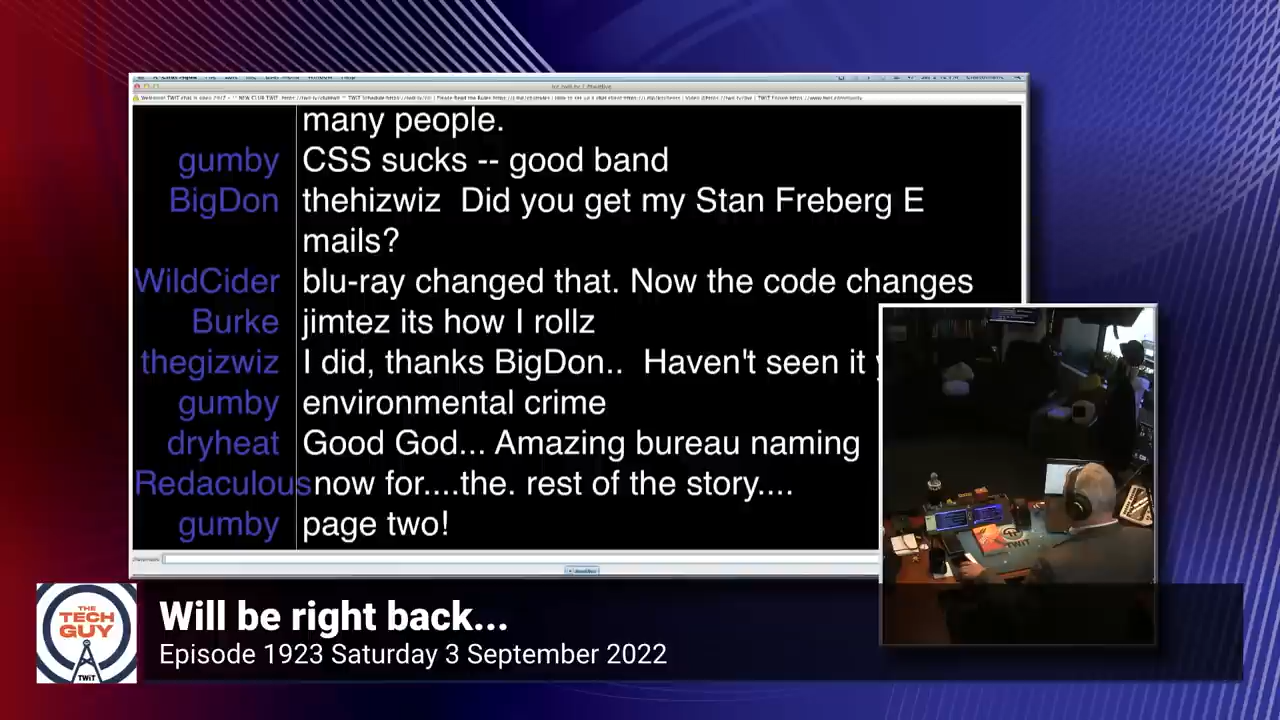 many people.
gumby CSS sucks -- good band
BigDon thehizwiz Did you get my Stan Freberg E
mails?
WildCider blu-ray changed that. Now the code changes
Burke jimtez its how I rollz
thegizwiz I did, thanks BigDon.. Haven't seen it
gumby environmental crime
dryheat Good God... Amazing bureau naming
Redaculous now for....the. rest of the story....
gumby page two!
TWiT
THE
TECH
GUY
TWiT
Will be right back...
Episode 1923 Saturday 3 September 2022